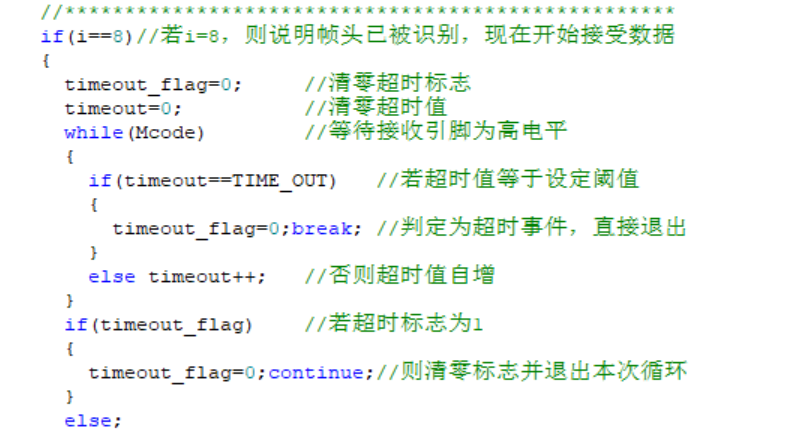 //***************************************************
if(i==8)//若i=8，则说明帧头已被识别，现在开始接受数据
{
timeout_flag=0; //清零超时标志
timeout=0; //清零超时值
while(Mcode) //等待接收引脚为高电平
{
if(timeout==TIME_OUT) //若超时值等于设定阈值
{
timeout_flag=0;break; //判定为超时事件，直接退出
}
else timeout++; //否则超时值自增
}
if(timeout_flag) //若超时标志为1
{
timeout_flag=0;continue;//则清零标志并退出本次循环
}
else;